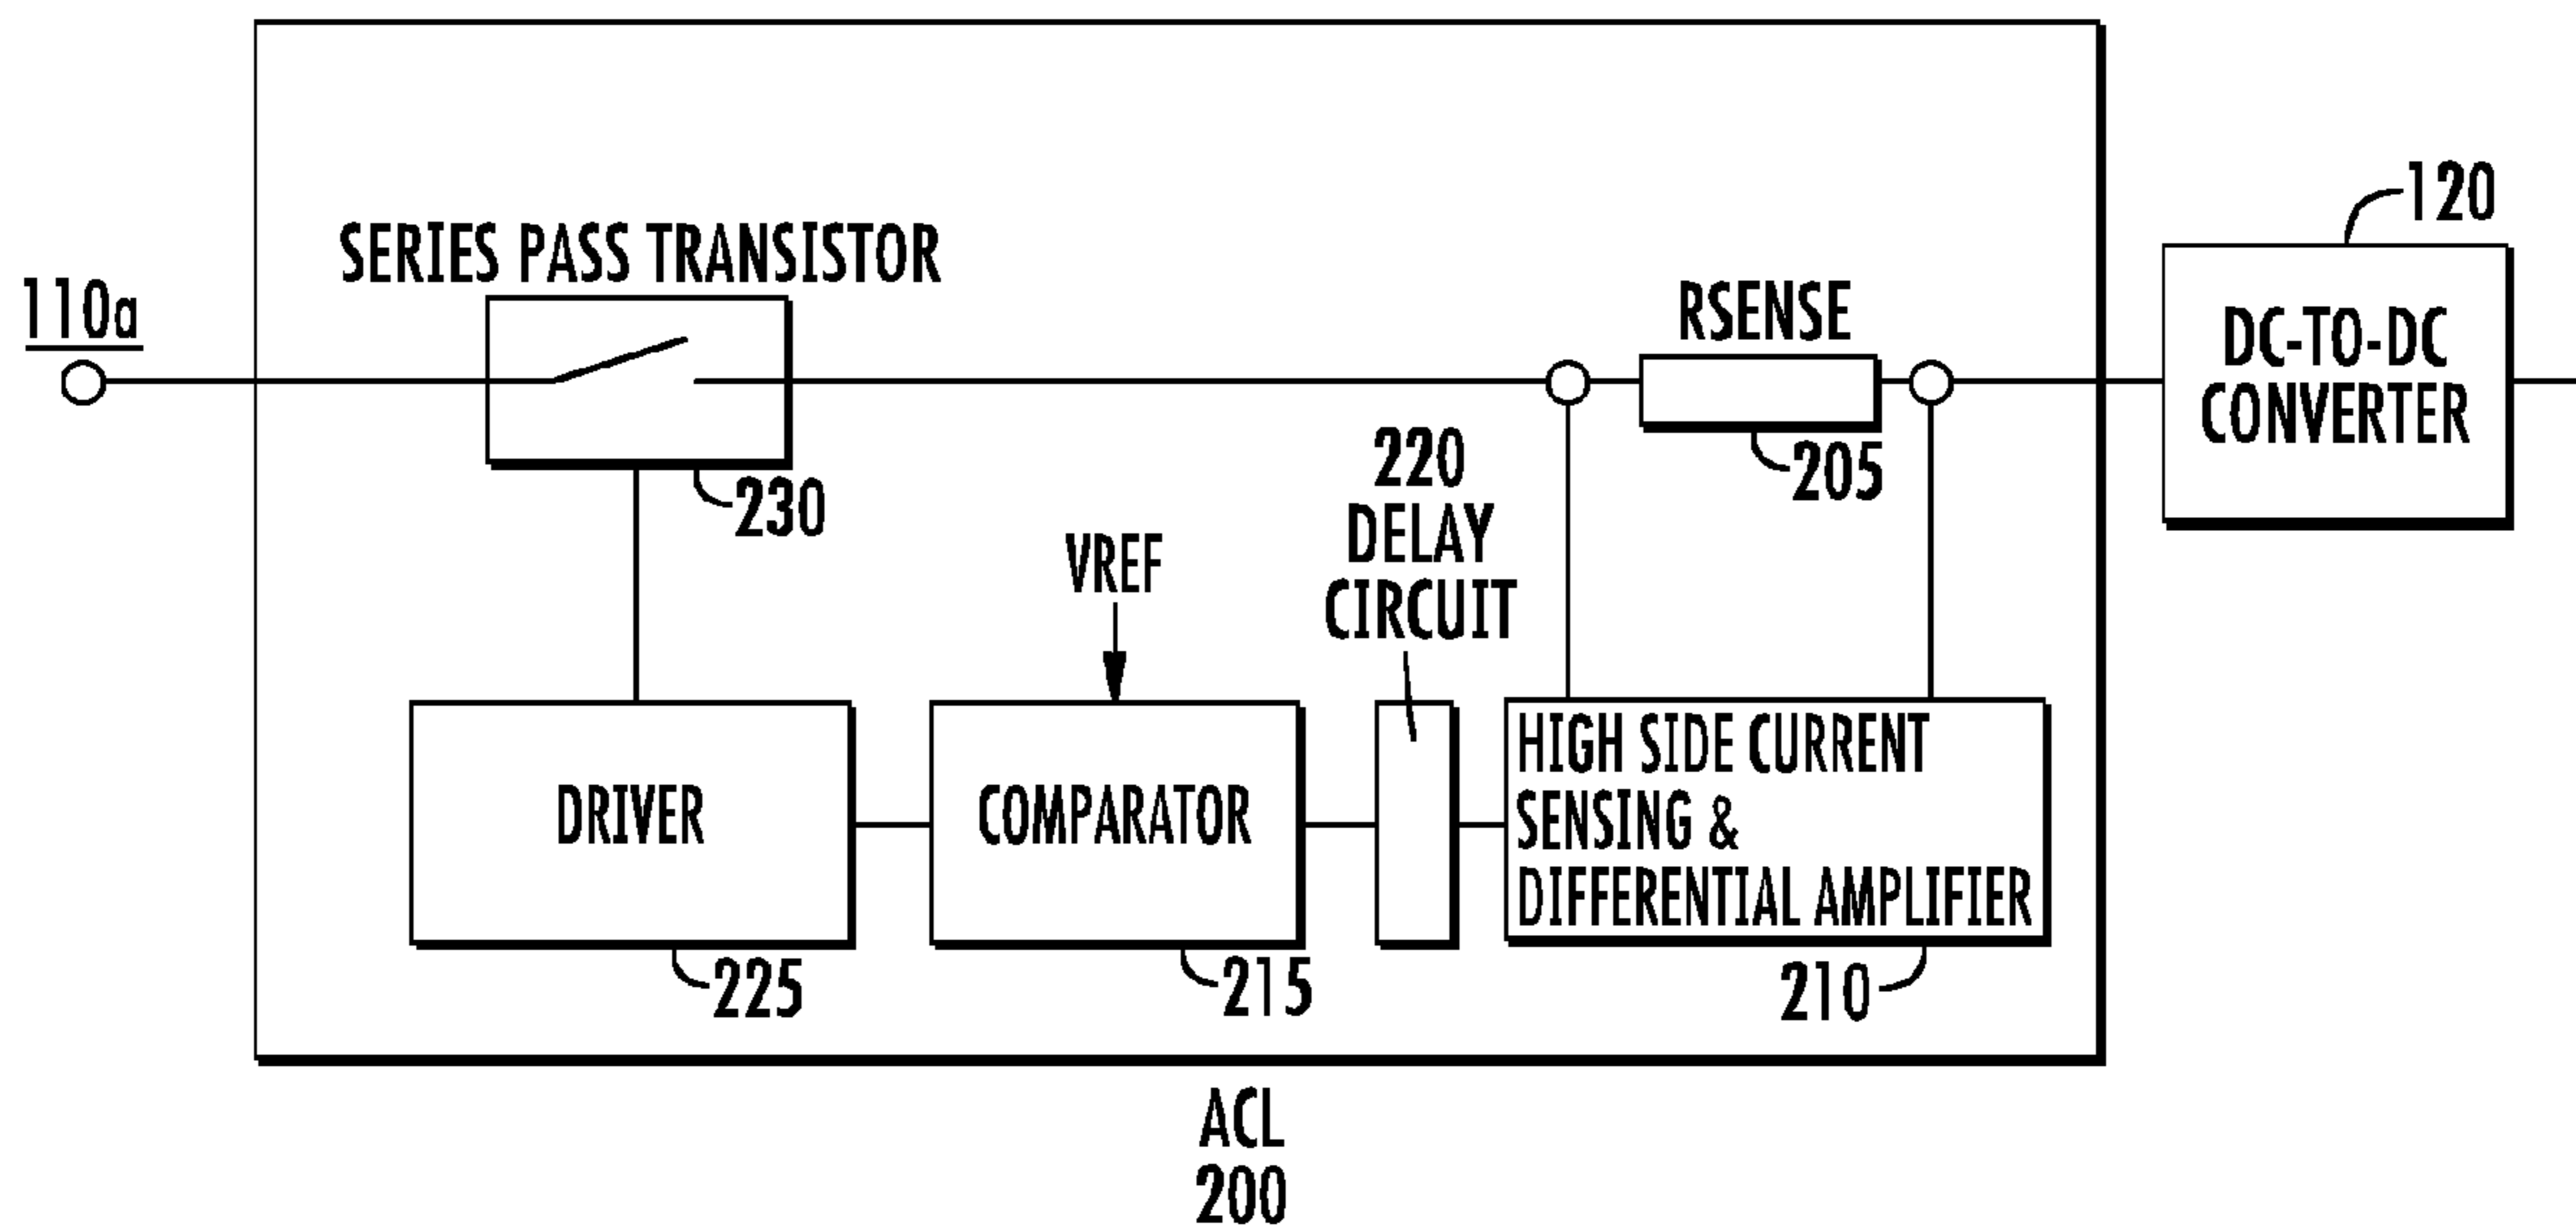 120
SERIES PASS TRANSISTOR
110a
RSENSE
DC-TO-DC
CONVERTER
220
DELAY
CIRCUIT
205
230
VREF
HIGH SIDE CURRENT
SENSING &
DIFFERENTIAL AMPLIFIER
DRIVER
COMPARATOR
225
215
210
ACL
200